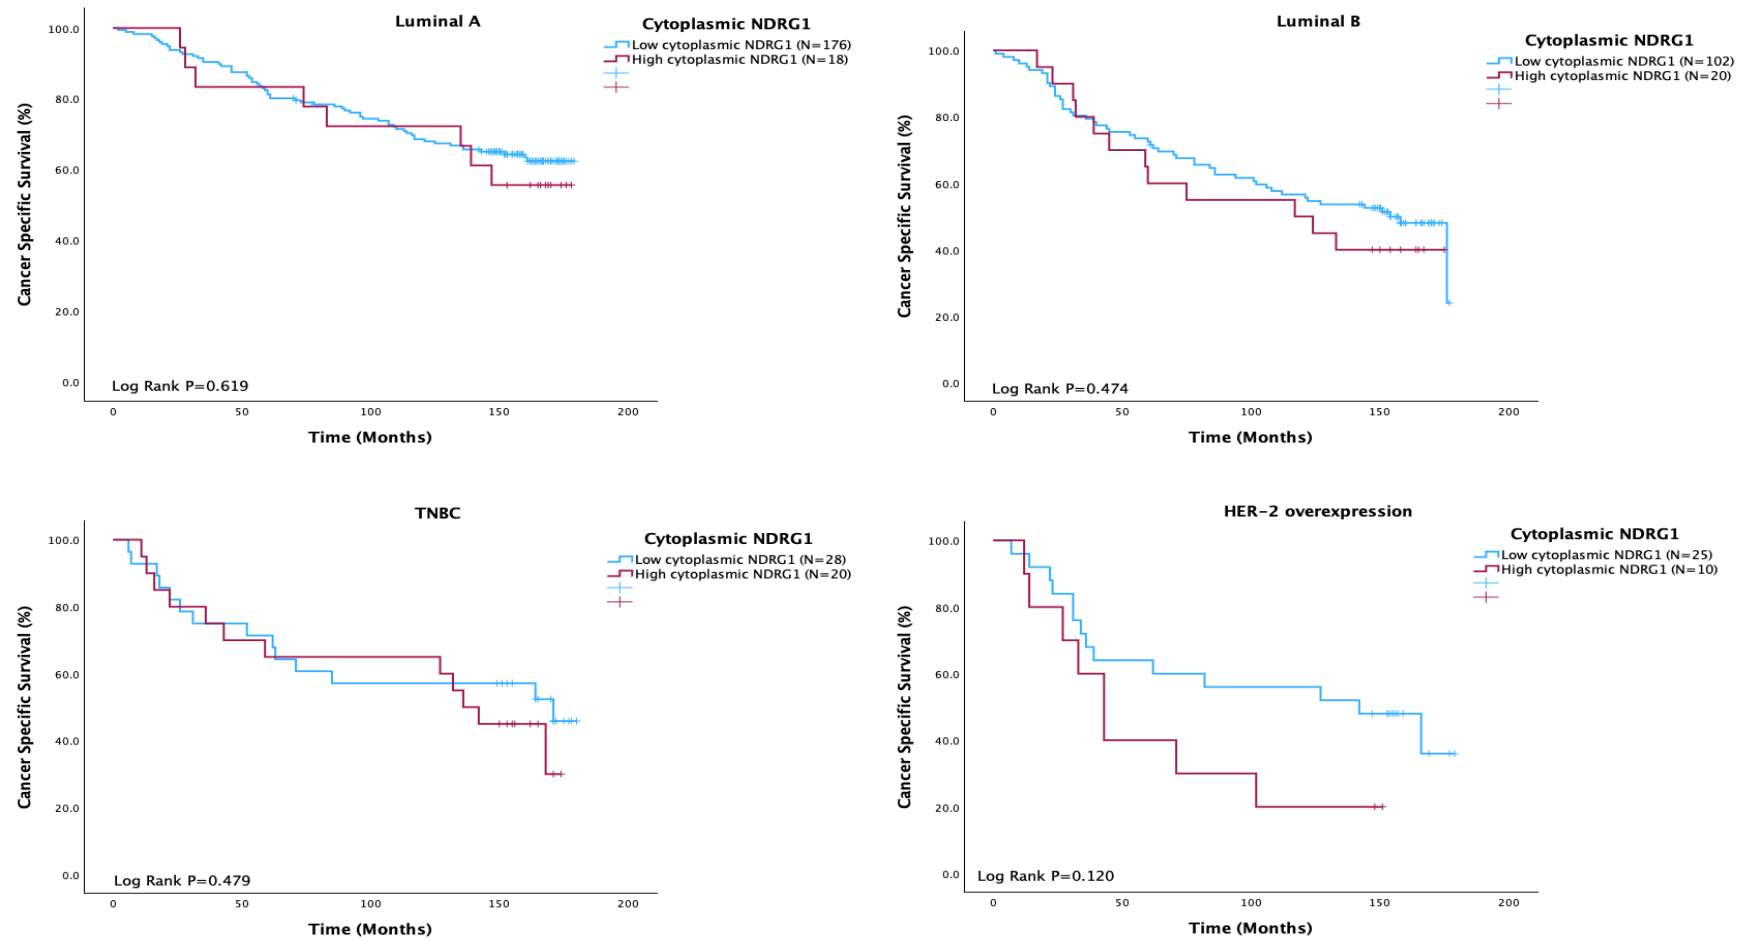 Luminal A
Cytoplasmic NDRG1
Low cytoplasmic NDRG1 (N=176)
High cytoplasmic NDRG1 (N=18)
Cancer Specific Survival (%)
100.0
80.0
60.0
40.0
20.0
0.0
Log Rank P=0.619
0 50 100 150 200
Time (Months)
Luminal B
Cytoplasmic NDRG1
Low cytoplasmic NDRG1 (N=102)
High cytoplasmic NDRG1 (N=20)
Cancer Specific Survival (%)
100.0
80.0
60.0
40.0
20.0
0.0
Log Rank P=0.474
0 50 100 150 200
Time (Months)
TNBC
Cytoplasmic NDRG1
Low cytoplasmic NDRG1 (N=28)
High cytoplasmic NDRG1 (N=20)
Cancer Specific Survival (%)
100.0
80.0
60.0
40.0
20.0
0.0
Log Rank P=0.479
0 50 100 150 200
Time (Months)
HER-2 overexpression
Cytoplasmic NDRG1
Low cytoplasmic NDRG1 (N=25)
High cytoplasmic NDRG1 (N=10)
Cancer Specific Survival (%)
100.0
80.0
60.0
40.0
20.0
0.0
Log Rank P=0.120
0 50 100 150 200
Time (Months)